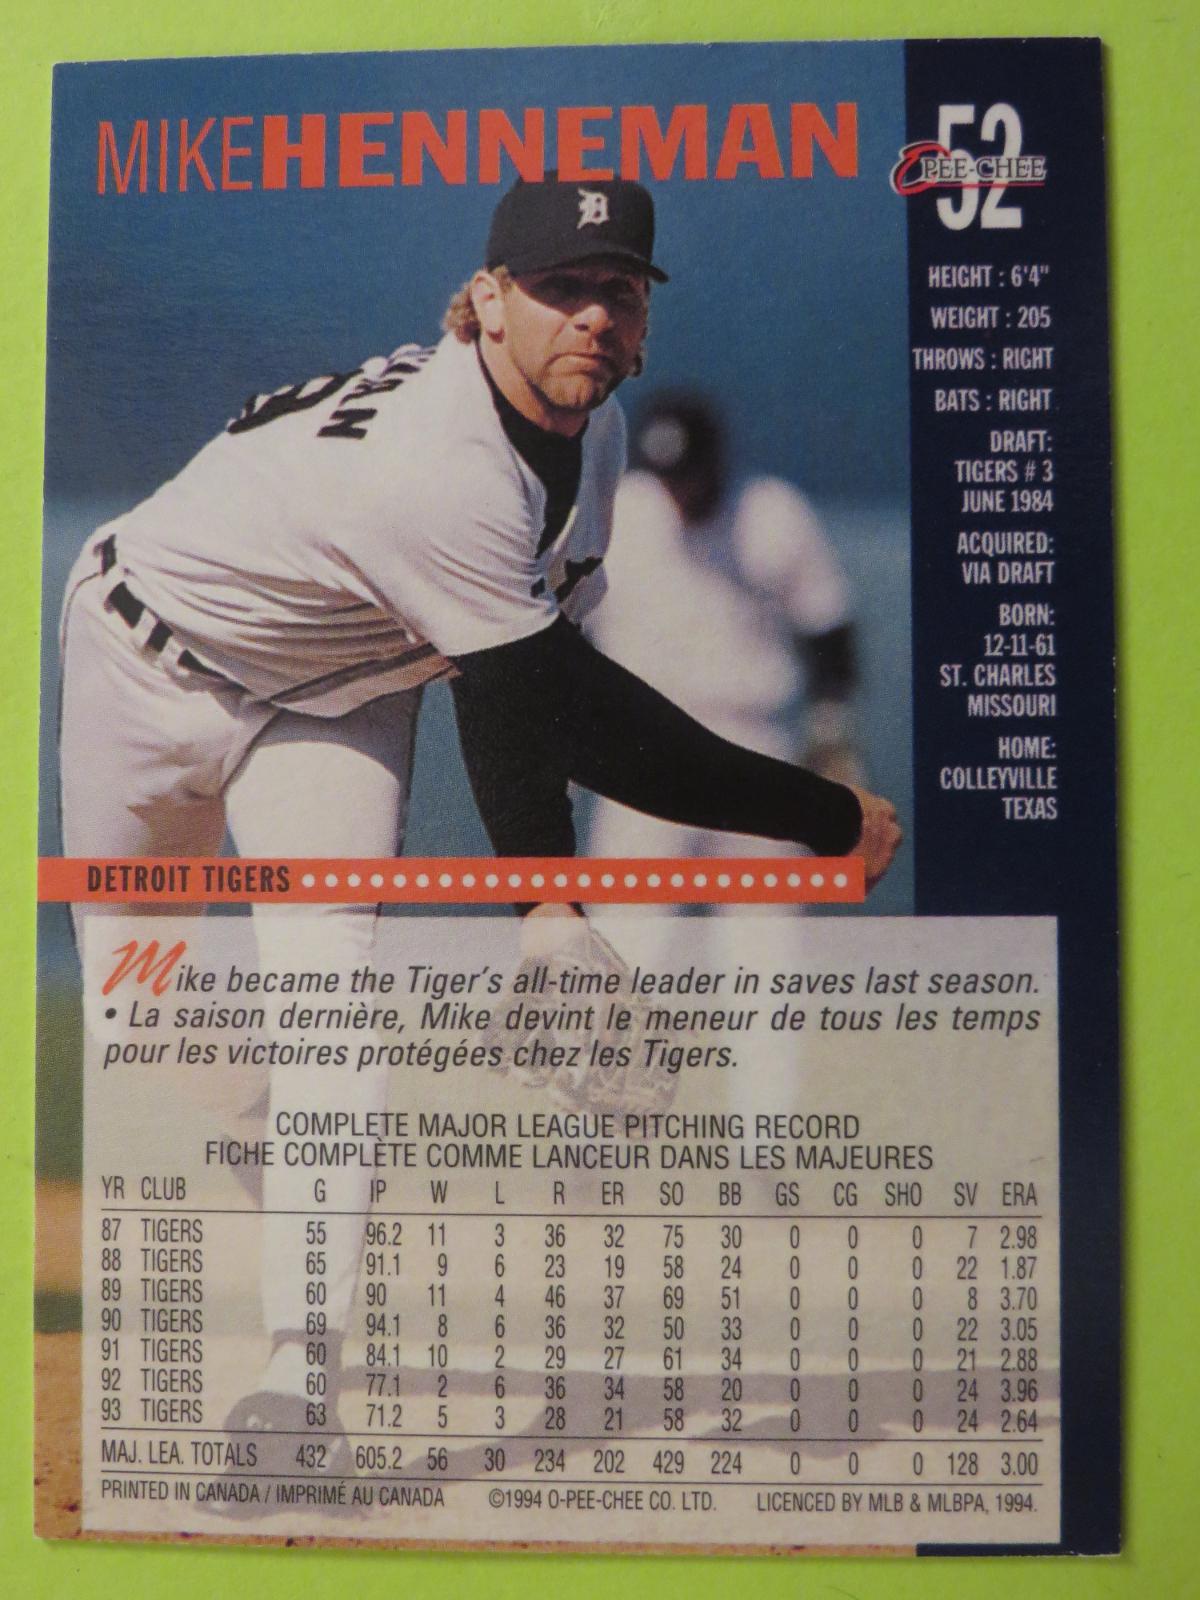 MIKEHENNEMAN
52
O-PEE-CHEE
HEIGHT : 6'4"
WEIGHT : 205
THROWS : RIGHT
BATS : RIGHT
DRAFT:
TIGERS # 3
JUNE 1984
ACQUIRED:
VIA DRAFT
BORN:
12-11-61
ST. CHARLES
MISSOURI
HOME:
COLLEYVILLE
TEXAS
DETROIT TIGERS
Mike became the Tiger's all-time leader in saves last season.
• La saison dernière, Mike devint le meneur de tous les temps
pour les victoires protégées chez les Tigers.
COMPLETE MAJOR LEAGUE PITCHING RECORD
FICHE COMPLÈTE COMME LANCEUR DANS LES MAJEURES
YR CLUB G IP W L R ER SO BB GS CG SHO SV ERA
87 TIGERS 55 96.2 11 3 36 32 75 30 0 0 0 7 2.98
88 TIGERS 65 91.1 9 6 23 19 58 24 0 0 0 22 1.87
89 TIGERS 60 90 11 4 46 37 69 51 0 0 0 8 3.70
90 TIGERS 69 94.1 8 6 36 32 50 33 0 0 0 22 3.05
91 TIGERS 60 84.1 10 2 29 27 61 34 0 0 0 21 2.88
92 TIGERS 60 77.1 2 6 36 34 58 20 0 0 0 24 3.96
93 TIGERS 63 71.2 5 3 28 21 58 32 0 0 0 24 2.64
MAJ. LEA. TOTALS 432 605.2 56 30 234 202 429 224 0 0 0 128 3.00
PRINTED IN CANADA / IMPRIMÉ AU CANADA ©1994 O-PEE-CHEE CO. LTD. LICENCED BY MLB & MLBPA, 1994.